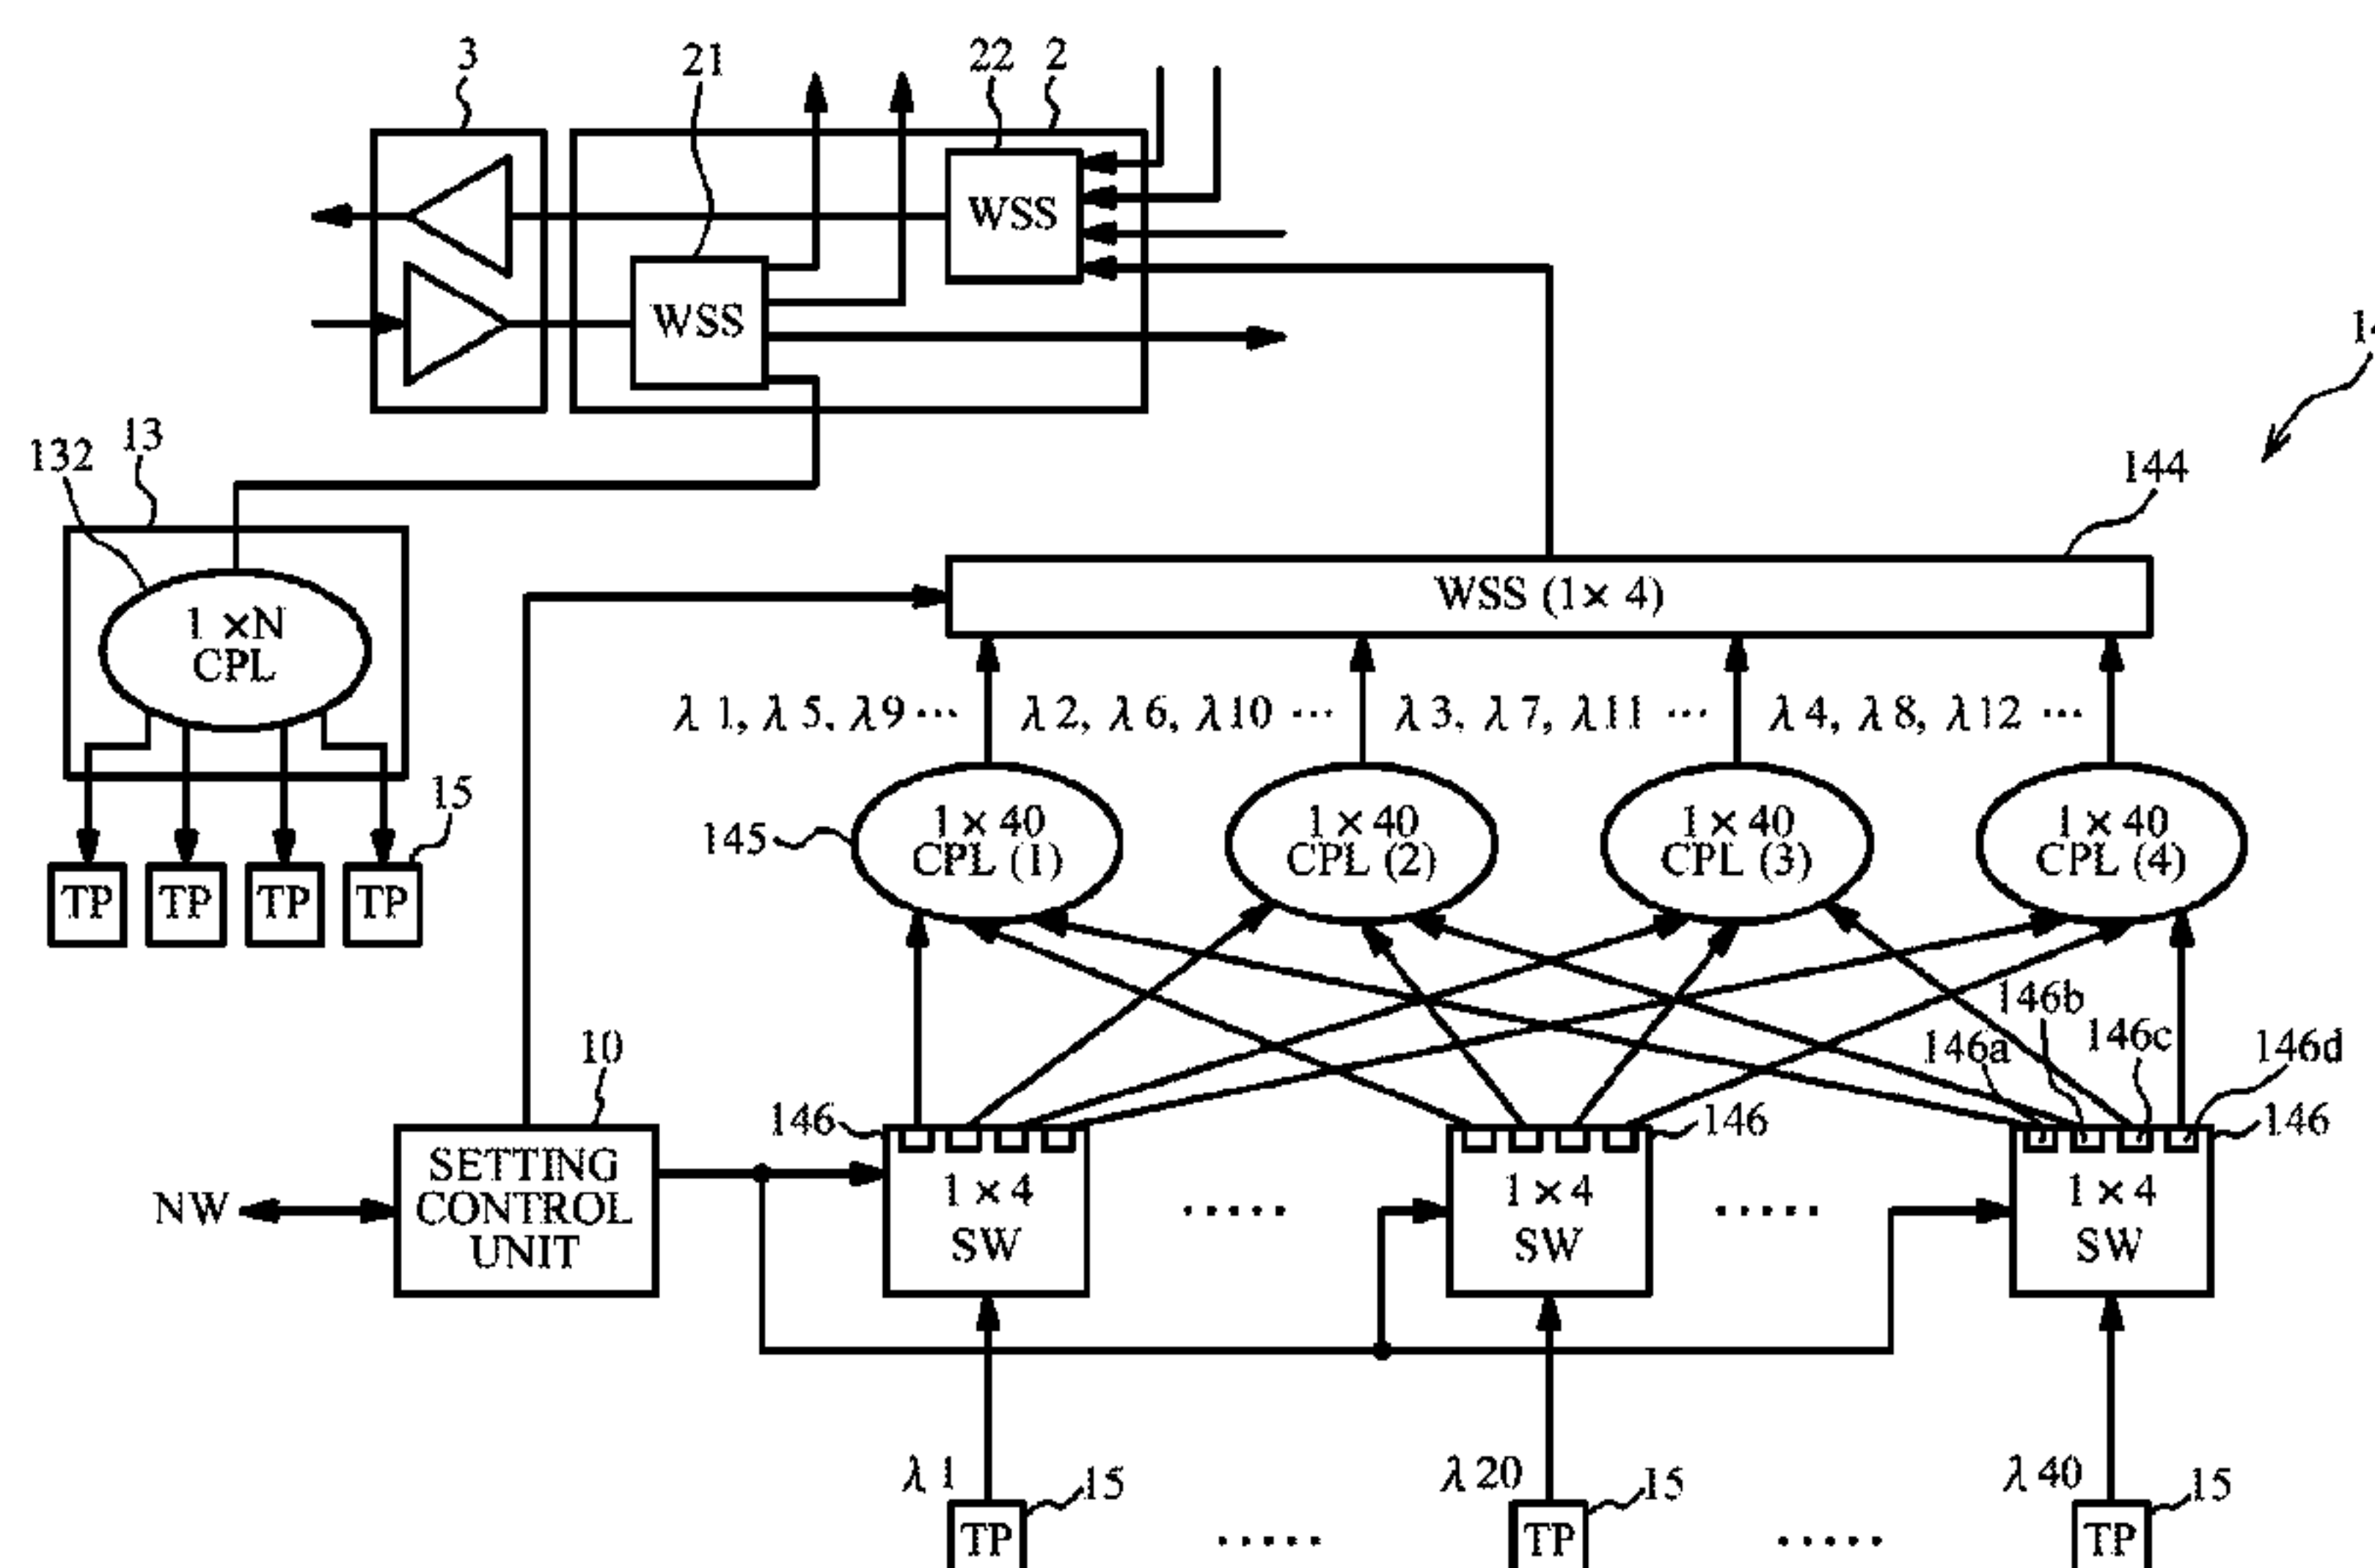 3
21
22
2
WSS
WSS
132
13
144
1 ×N
CPL
WSS (1× 4)
λ 1, λ 5, λ9 ···
λ 2, λ 6, λ10 ···
λ 3, λ 7, λ11 ···
λ 4, λ 8, λ12 ···
15
TP
TP
TP
TP
145
1 × 40
CPL (1)
1 × 40
CPL (2)
1 × 40
CPL (3)
1 × 40
CPL (4)
146b
146a
146c
146d
10
146
146
146
NW
SETTING
CONTROL
UNIT
1 × 4
SW
·····
1 × 4
SW
·····
1 × 4
SW
λ 1
15
λ 20
15
λ 40
15
TP
·····
TP
·····
TP